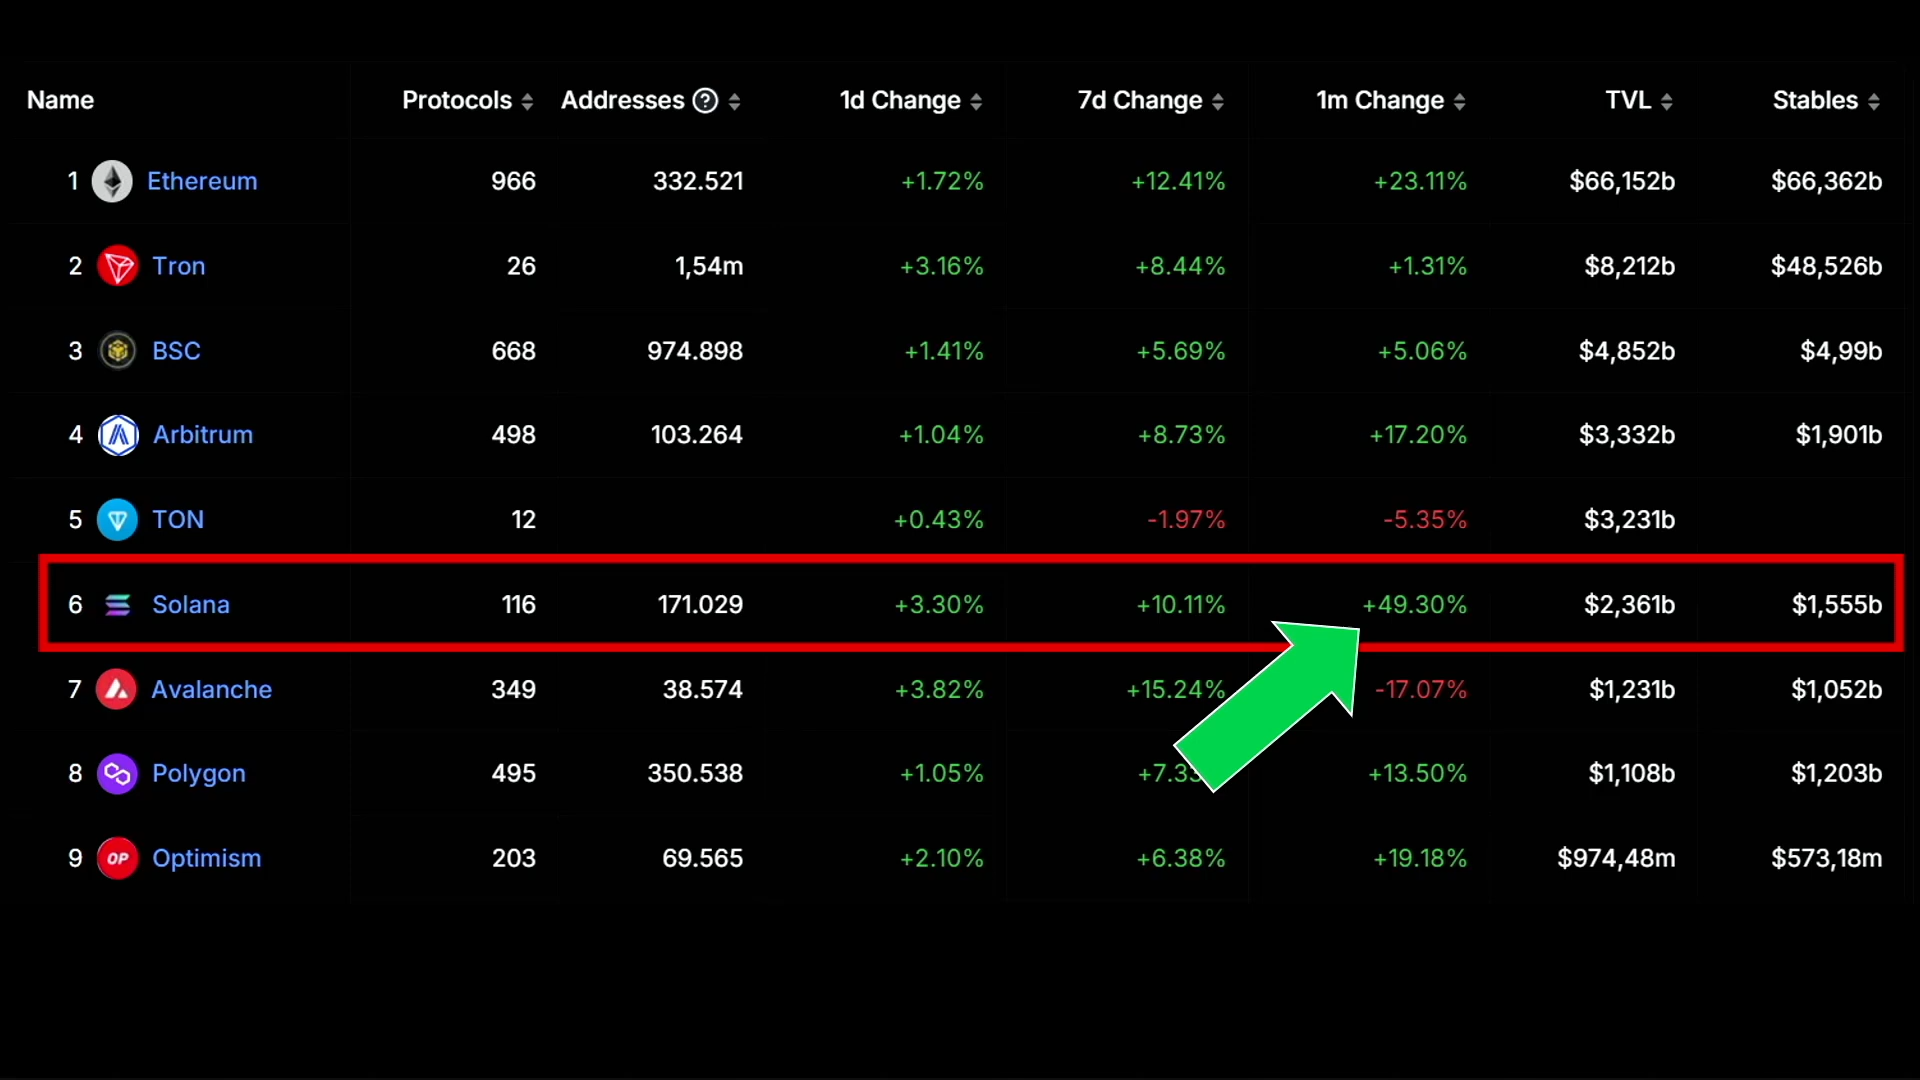 Name Protocols Addresses ? 1d Change 7d Change 1m Change TVL Stables
1 Ethereum 966 332.521 +1.72% +12.41% +23.11% $66,152b $66,362b
2 Tron 26 1,54m +3.16% +8.44% +1.31% $8,212b $48,526b
3 BSC 668 974.898 +1.41% +5.69% +5.06% $4,852b $4,99b
4 Arbitrum 498 103.264 +1.04% +8.73% +17.20% $3,332b $1,901b
5 TON 12 +0.43% -1.97% -5.35% $3,231b
6 Solana 116 171.029 +3.30% +10.11% +49.30% $2,361b $1,555b
7 Avalanche 349 38.574 +3.82% +15.24% -17.07% $1,231b $1,052b
8 Polygon 495 350.538 +1.05% +13.50% $1,108b $1,203b
9 OP Optimism 203 69.565 +2.10% +6.38% +19.18% $974,48m $573,18m